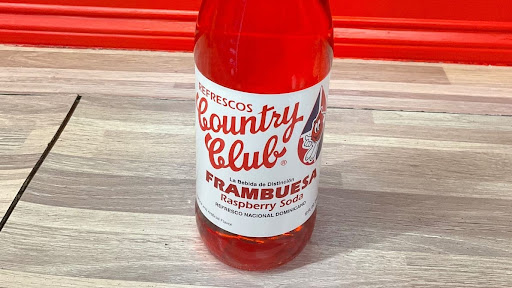 REFRESCOS
Country
Club®
La Bebida de Distinción
FRAMBUESA
Raspberry Soda
REFRESCO NACIONAL DOMINICANO